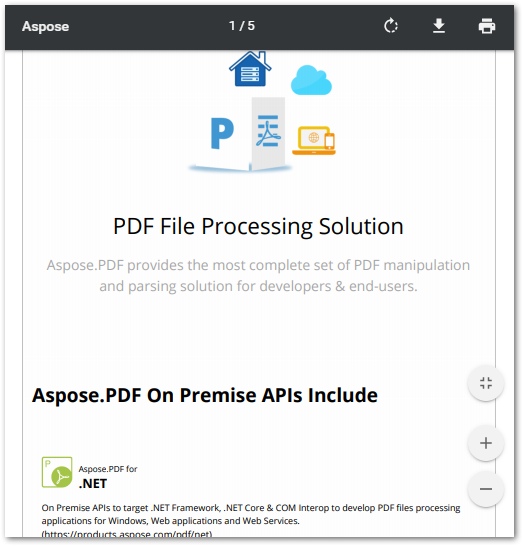 Aspose 1 / 5
P
PDF File Processing Solution
Aspose.PDF provides the most complete set of PDF manipulation
and parsing solution for developers & end-users.
Aspose.PDF On Premise APIs Include
P
Aspose.PDF for
.NET
On Premise APIs to target .NET Framework, .NET Core & COM Interop to develop PDF files processing
applications for Windows, Web applications and Web Services.
(https://products.aspose.com/pdf/net)